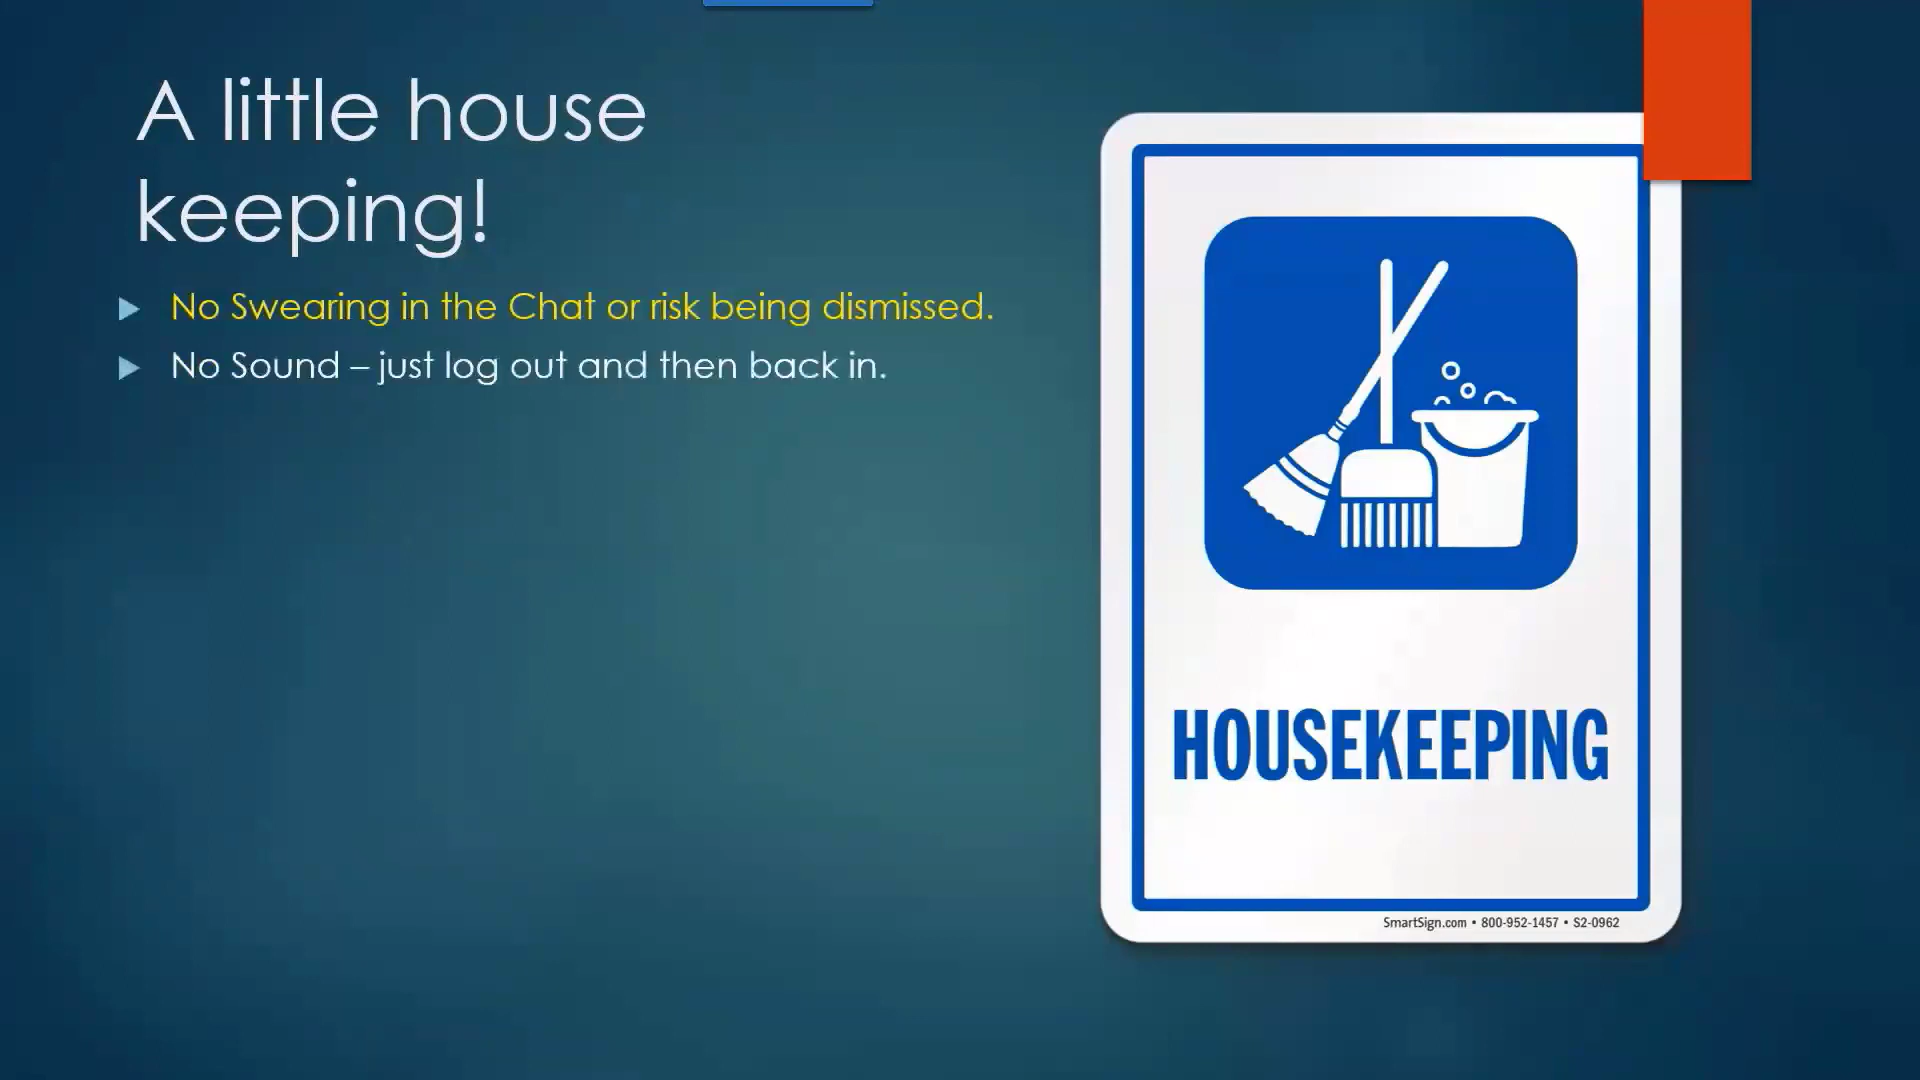 A little house
keeping!
No Swearing in the Chat or risk being dismissed.
No Sound – just log out and then back in.
HOUSEKEEPING
SmartSign.com • 800-952-1457 • S2-0962